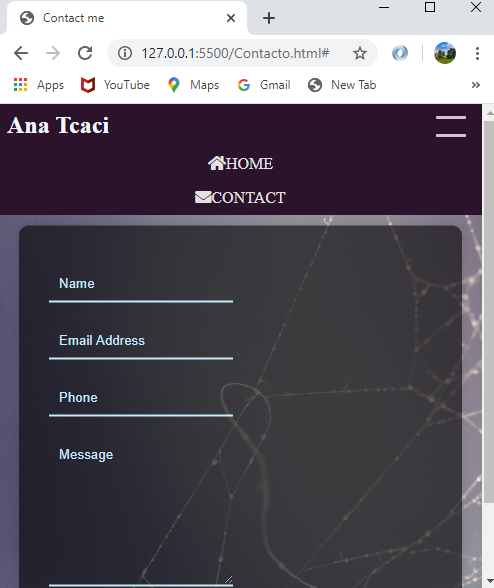 Contact me
127.0.0.1:5500/Contacto.html#
Apps YouTube Maps Gmail New Tab »
Ana Tcaci
HOME
CONTACT
Name
Email Address
Phone
Message